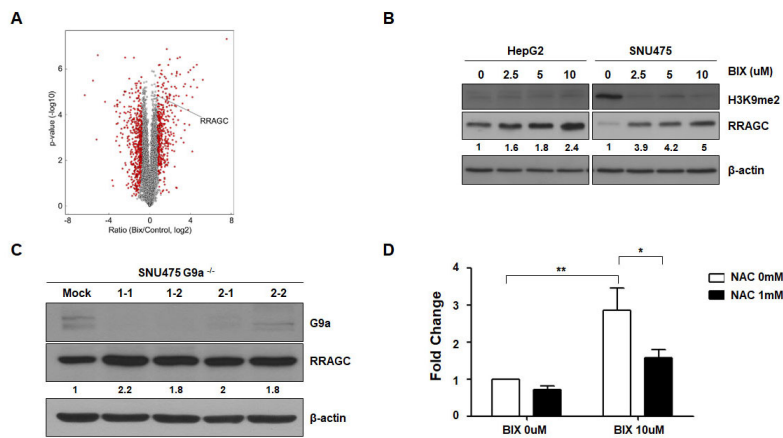 A
p-value (-log10)
6
4
2
0
RRAGC
-8
-4
0
4
8
Ratio (Bix/Control, log2)
B
HepG2
SNU475
0
2.5
5
10
0
2.5
5
10
BIX (uM)
H3K9me2
RRAGC
1
1.6
1.8
2.4
1
3.9
4.2
5
β-actin
C
SNU475 G9a -/-
Mock
1-1
1-2
2-1
2-2
G9a
RRAGC
1
2.2
1.8
2
1.8
β-actin
D
Fold Change
4
3
2
1
0
**
*
NAC 0mM
NAC 1mM
BIX 0uM
BIX 10uM